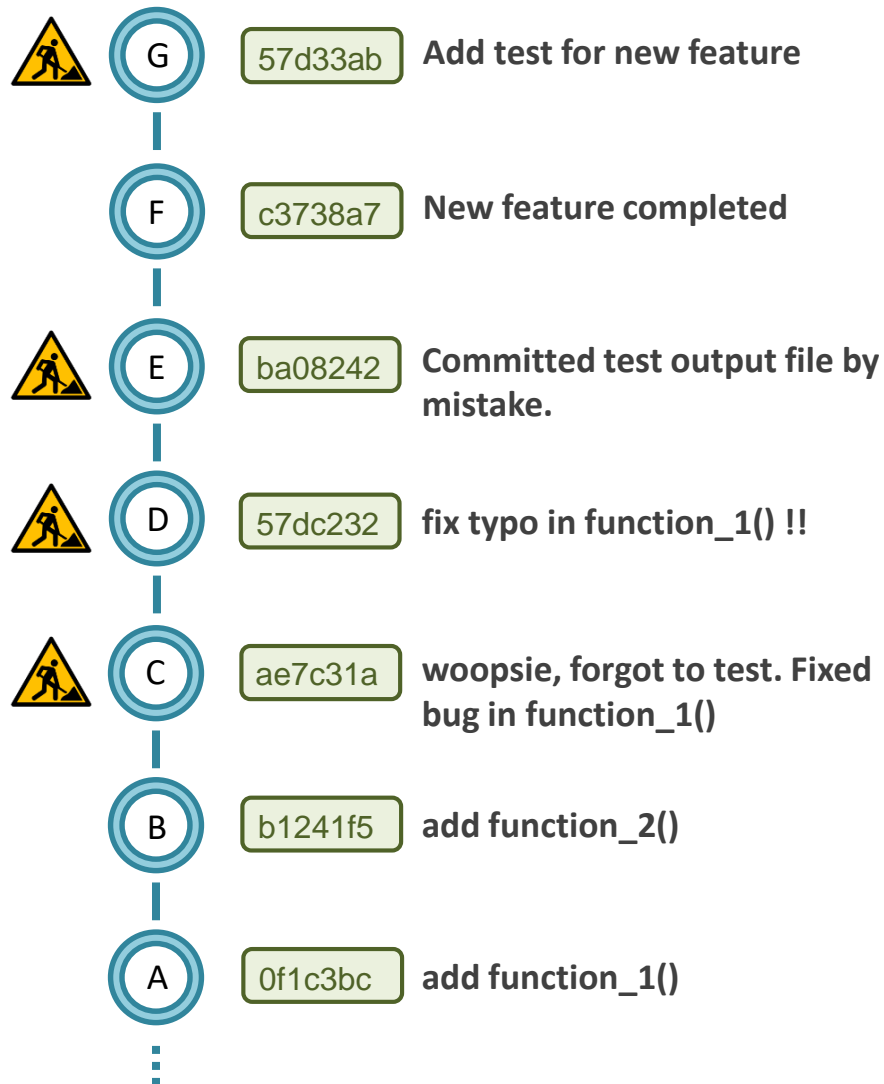 G 57d33ab Add test for new feature
F c3738a7 New feature completed
E ba08242 Committed test output file by
mistake.
D 57dc232 fix typo in function_1() !!
C ae7c31a woopsie, forgot to test. Fixed
bug in function_1()
B b1241f5 add function_2()
A 0f1c3bc add function_1()